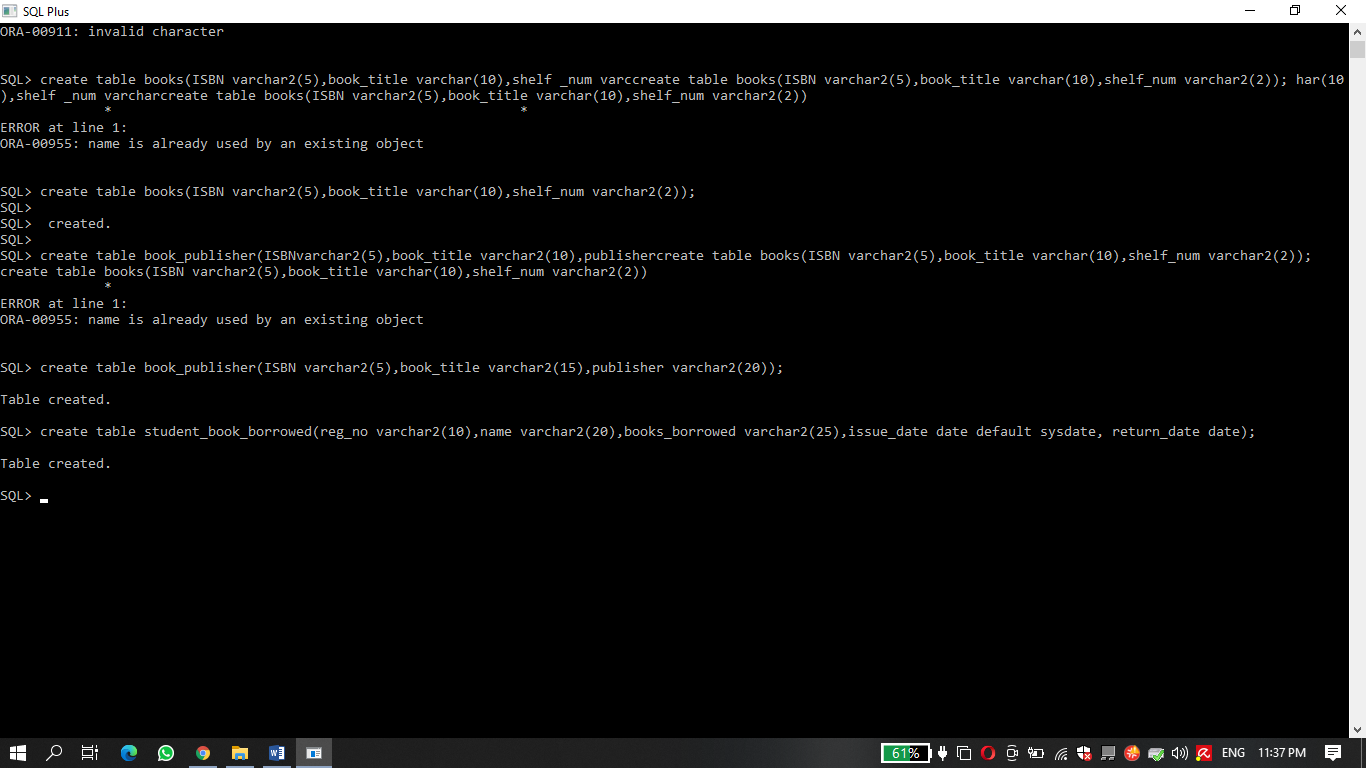 SQL Plus
ORA-00911: invalid character
SQL> create table books(ISBN varchar2(5),book_title varchar(10),shelf _num varccreate table books(ISBN varchar2(5),book_title varchar(10),shelf_num varchar2(2)); har(10
),shelf _num varcharcreate table books(ISBN varchar2(5),book_title varchar(10),shelf_num varchar2(2))
* *
ERROR at line 1:
ORA-00955: name is already used by an existing object
SQL> create table books(ISBN varchar2(5),book_title varchar(10),shelf_num varchar2(2));
SQL>
SQL>  created.
SQL>
SQL> create table book_publisher(ISBNvarchar2(5),book_title varchar2(10),publishercreate table books(ISBN varchar2(5),book_title varchar(10),shelf_num varchar2(2));
create table books(ISBN varchar2(5),book_title varchar(10),shelf_num varchar2(2))
*
ERROR at line 1:
ORA-00955: name is already used by an existing object
SQL> create table book_publisher(ISBN varchar2(5),book_title varchar2(15),publisher varchar2(20));
Table created.
SQL> create table student_book_borrowed(reg_no varchar2(10),name varchar2(20),books_borrowed varchar2(25),issue_date date default sysdate, return_date date);
Table created.
SQL>
61% ENG 11:37 PM